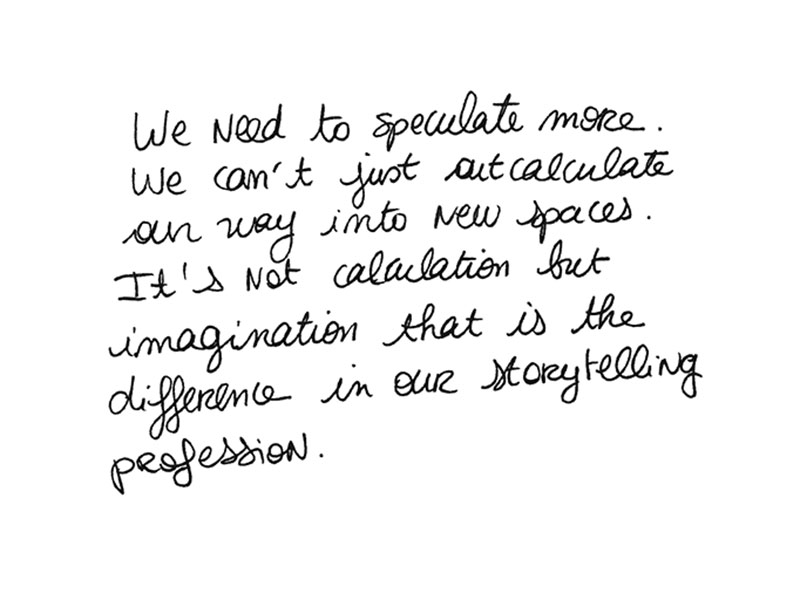 We need to speculate more.
We can't just outcalculate
our way into new spaces.
It's not calculation but
imagination that is the
difference in our storytelling
profession.